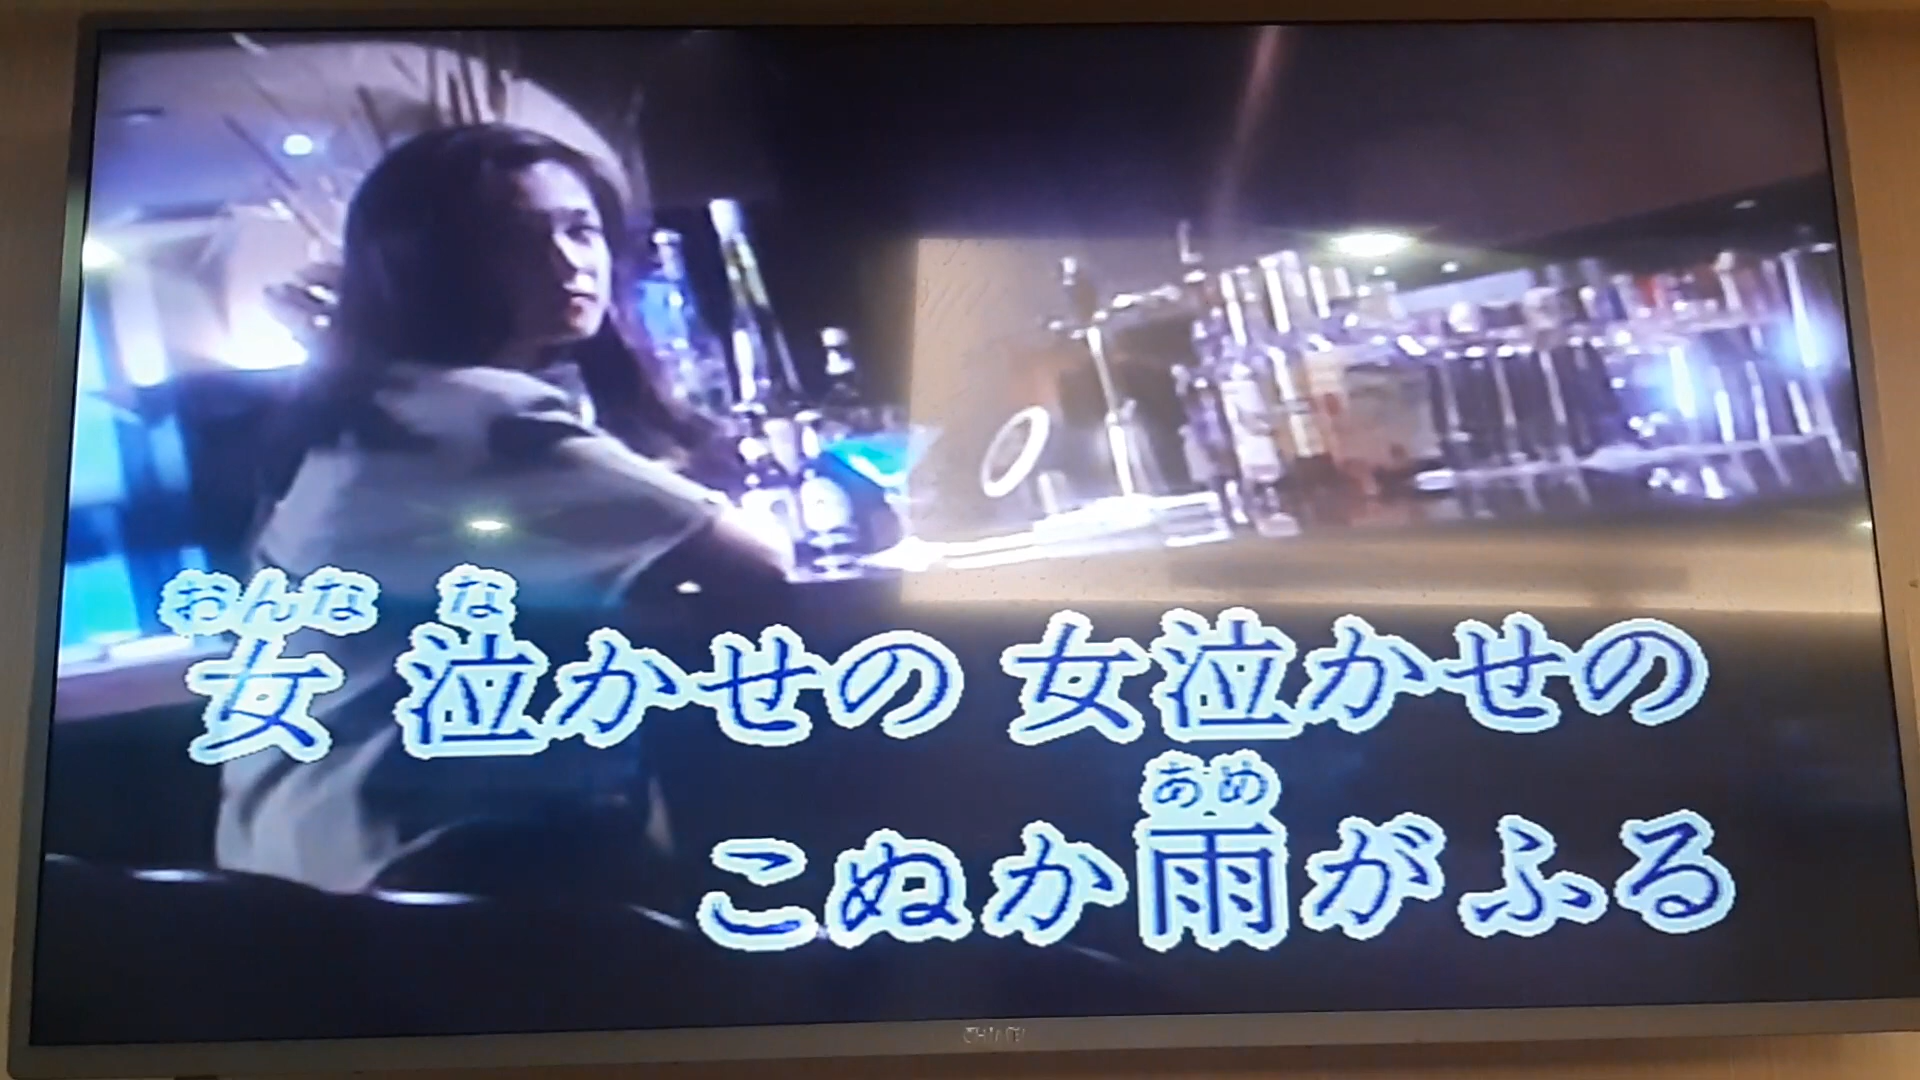 おんな な
女 泣かせの 女泣かせの
あめ
こぬか雨がふる